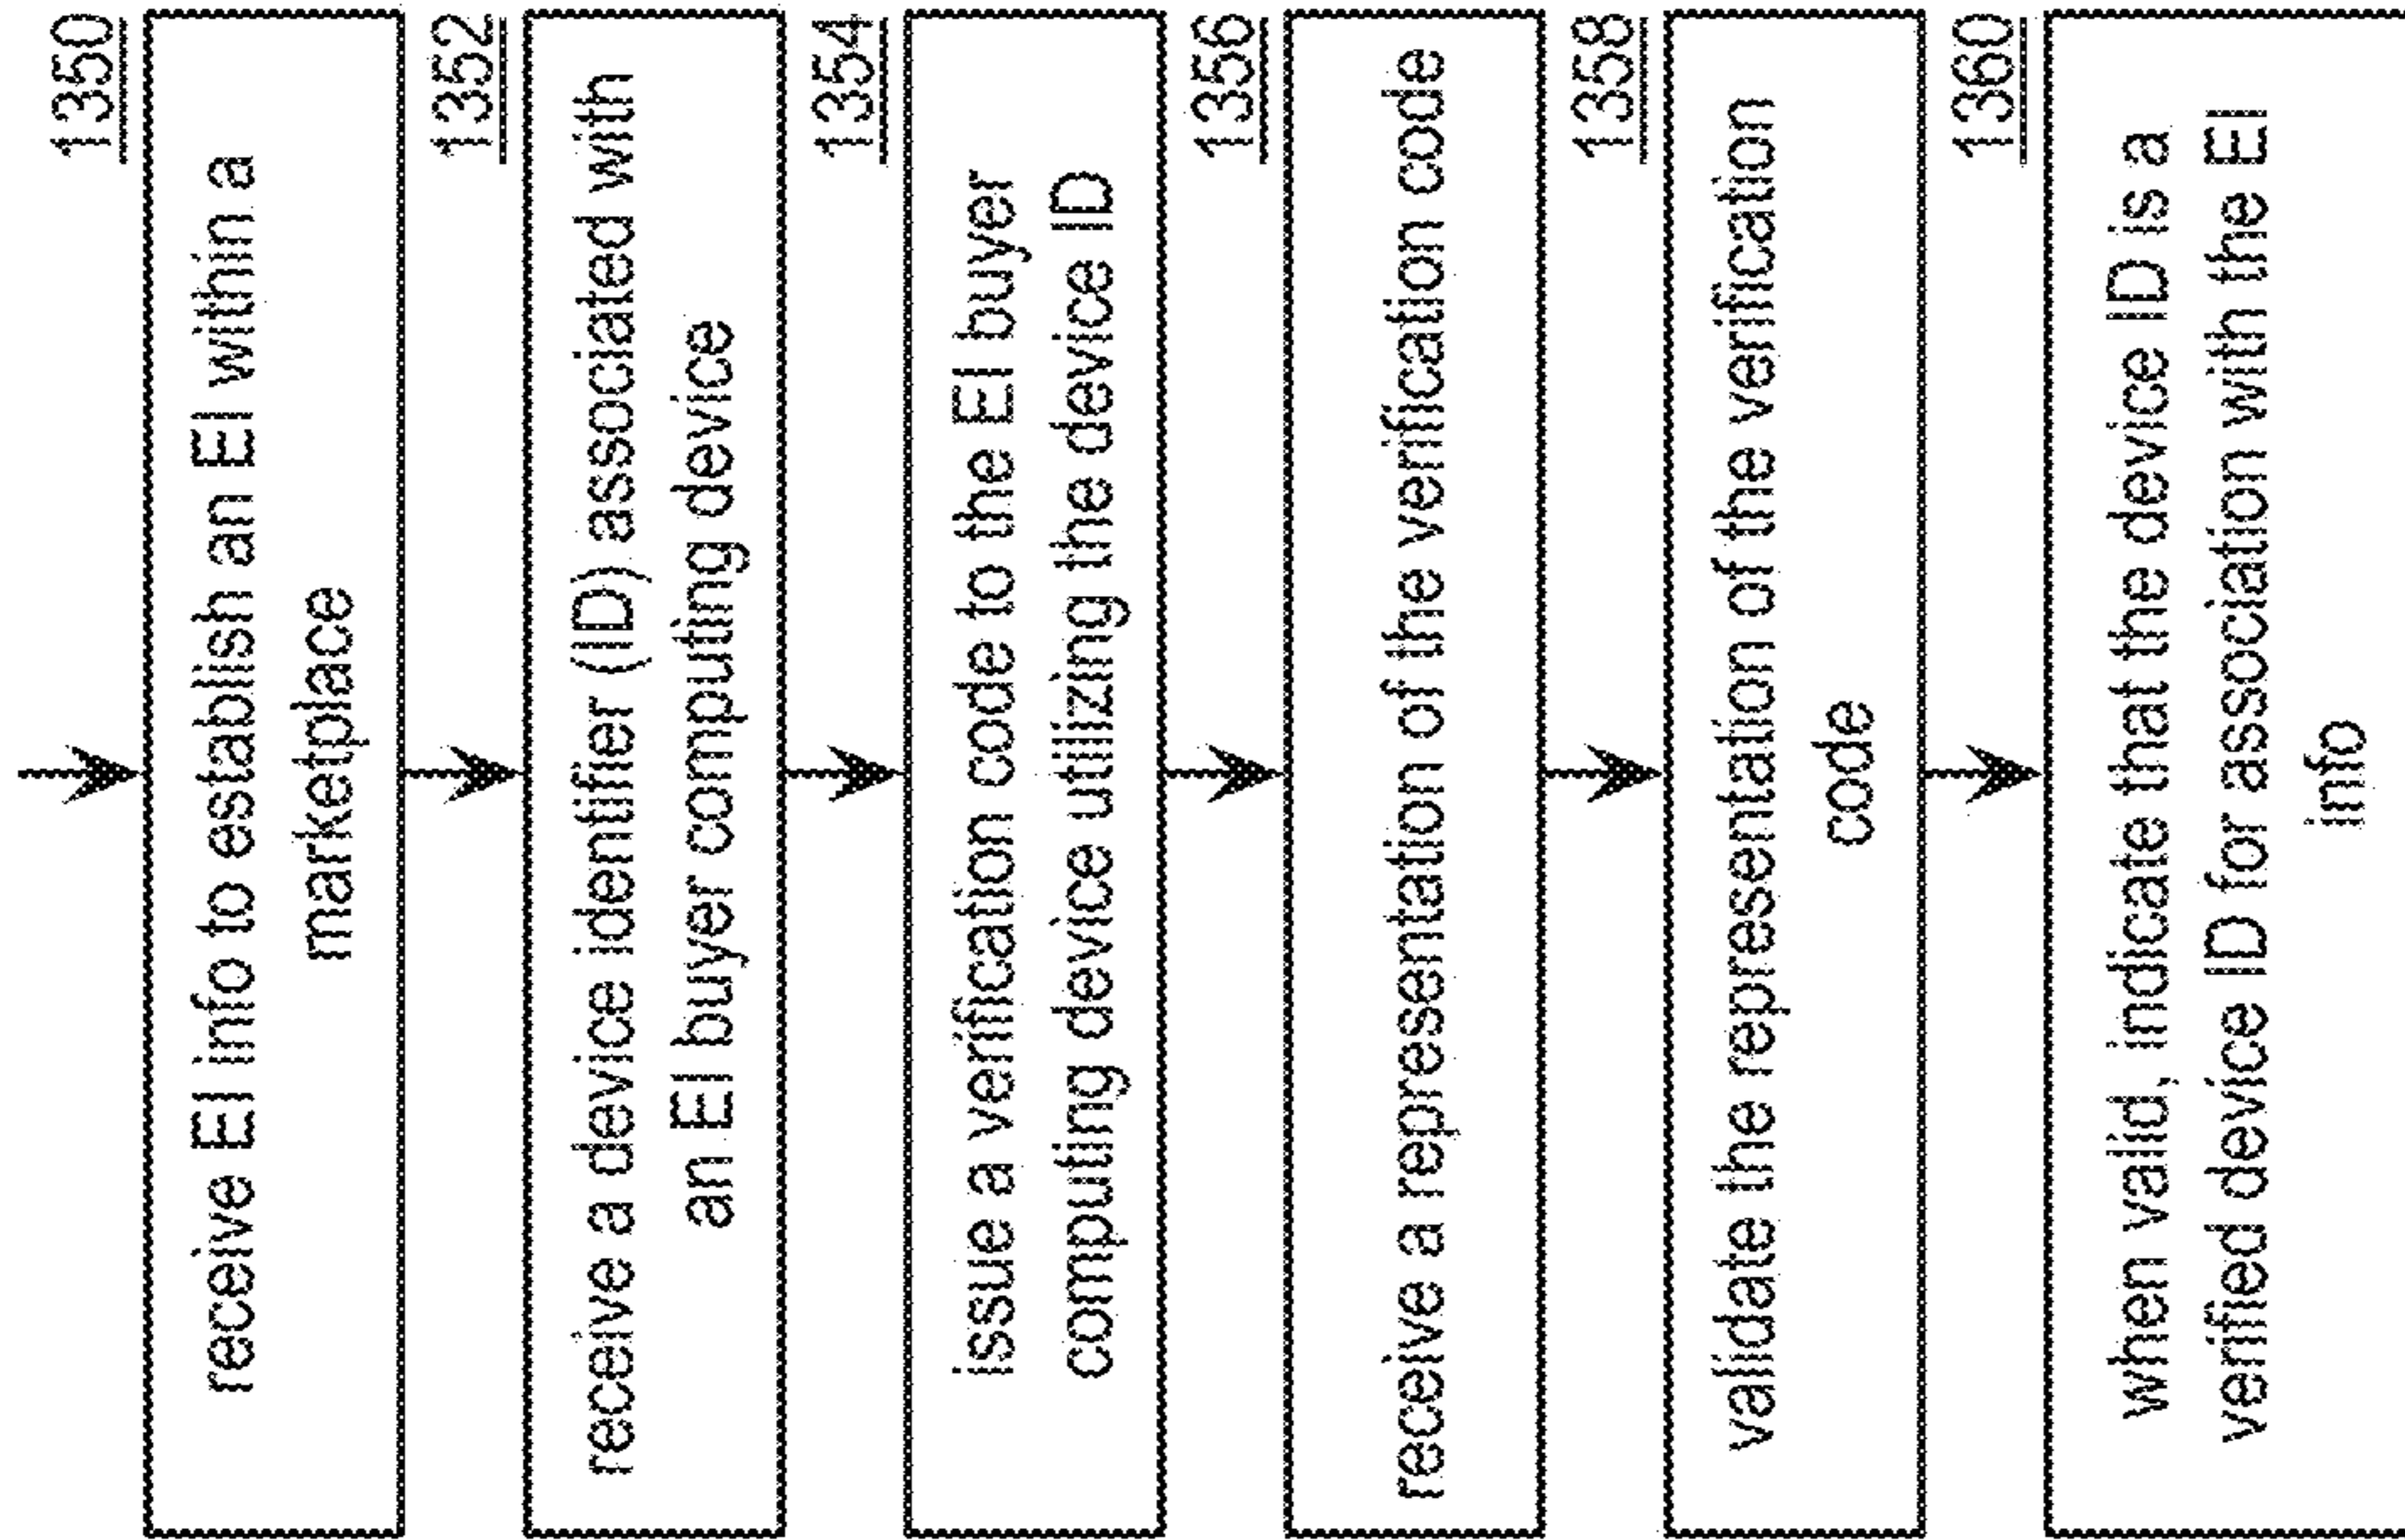 1350
receive EI info to establish an EI within a
marketplace
1352
receive a device identifier (ID) associated with
an EI buyer computing device
1354
issue a verification code to the EI buyer
computing device utilizing the device ID
1356
receive a representation of the verification code
1358
validate the representation of the verification
code
1360
when valid, indicate that the device ID is a
verified device ID for association with the EI
info